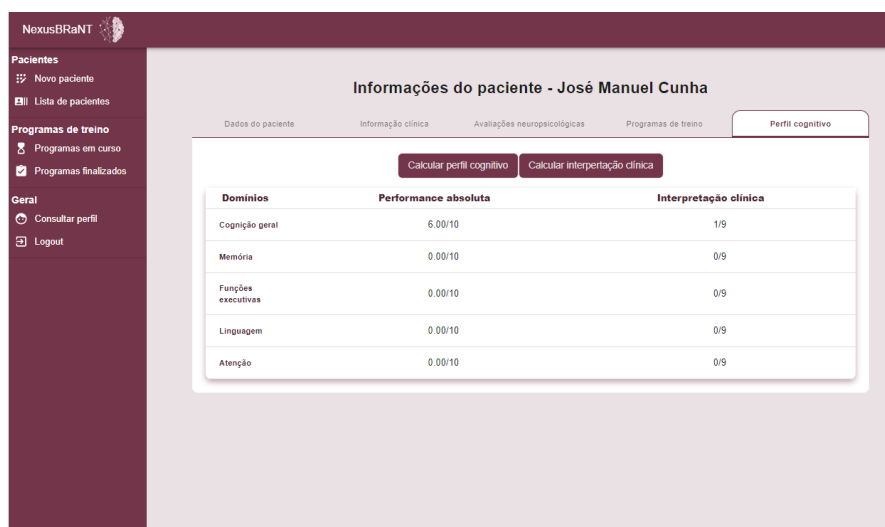 NexusBRaNT
Pacientes
Novo paciente
Lista de pacientes
Programas de treino
Programas em curso
Programas finalizados
Geral
Consultar perfil
Logout
Informações do paciente - José Manuel Cunha
Dados do paciente Informação clínica Avaliações neuropsicológicas Programas de treino Perfil cognitivo
Calcular perfil cognitivo Calcular interpertação clínica
Domínios Performance absoluta Interpretação clínica
Cognição geral 6.00/10 1/9
Memória 0.00/10 0/9
Funções
executivas 0.00/10 0/9
Linguagem 0.00/10 0/9
Atenção 0.00/10 0/9